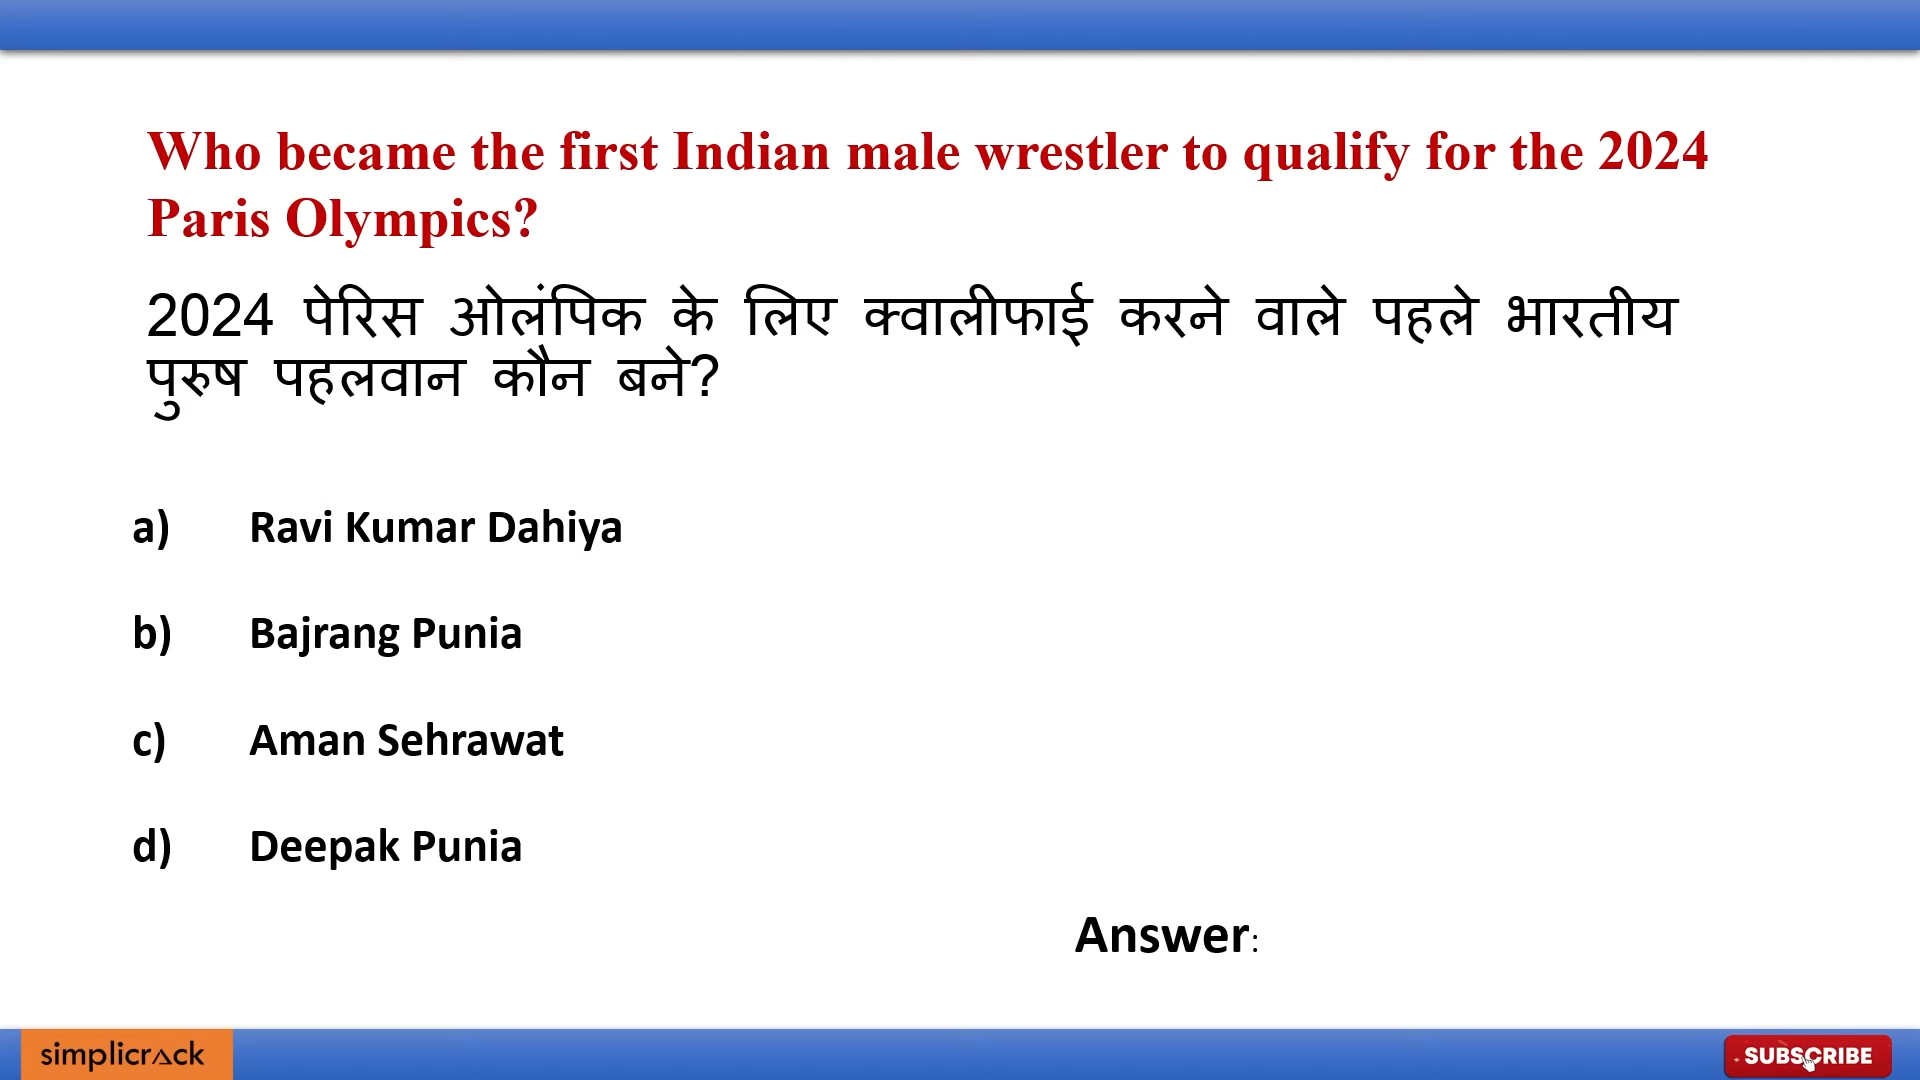 Who became the first Indian male wrestler to qualify for the 2024
Paris Olympics?
2024 पेरिस ओलंपिक के लिए क्वालीफाई करने वाले पहले भारतीय
पुरुष पहलवान कौन बने?
a) Ravi Kumar Dahiya
b) Bajrang Punia
c) Aman Sehrawat
d) Deepak Punia
Answer:
simplicrack
SUBSCRIBE